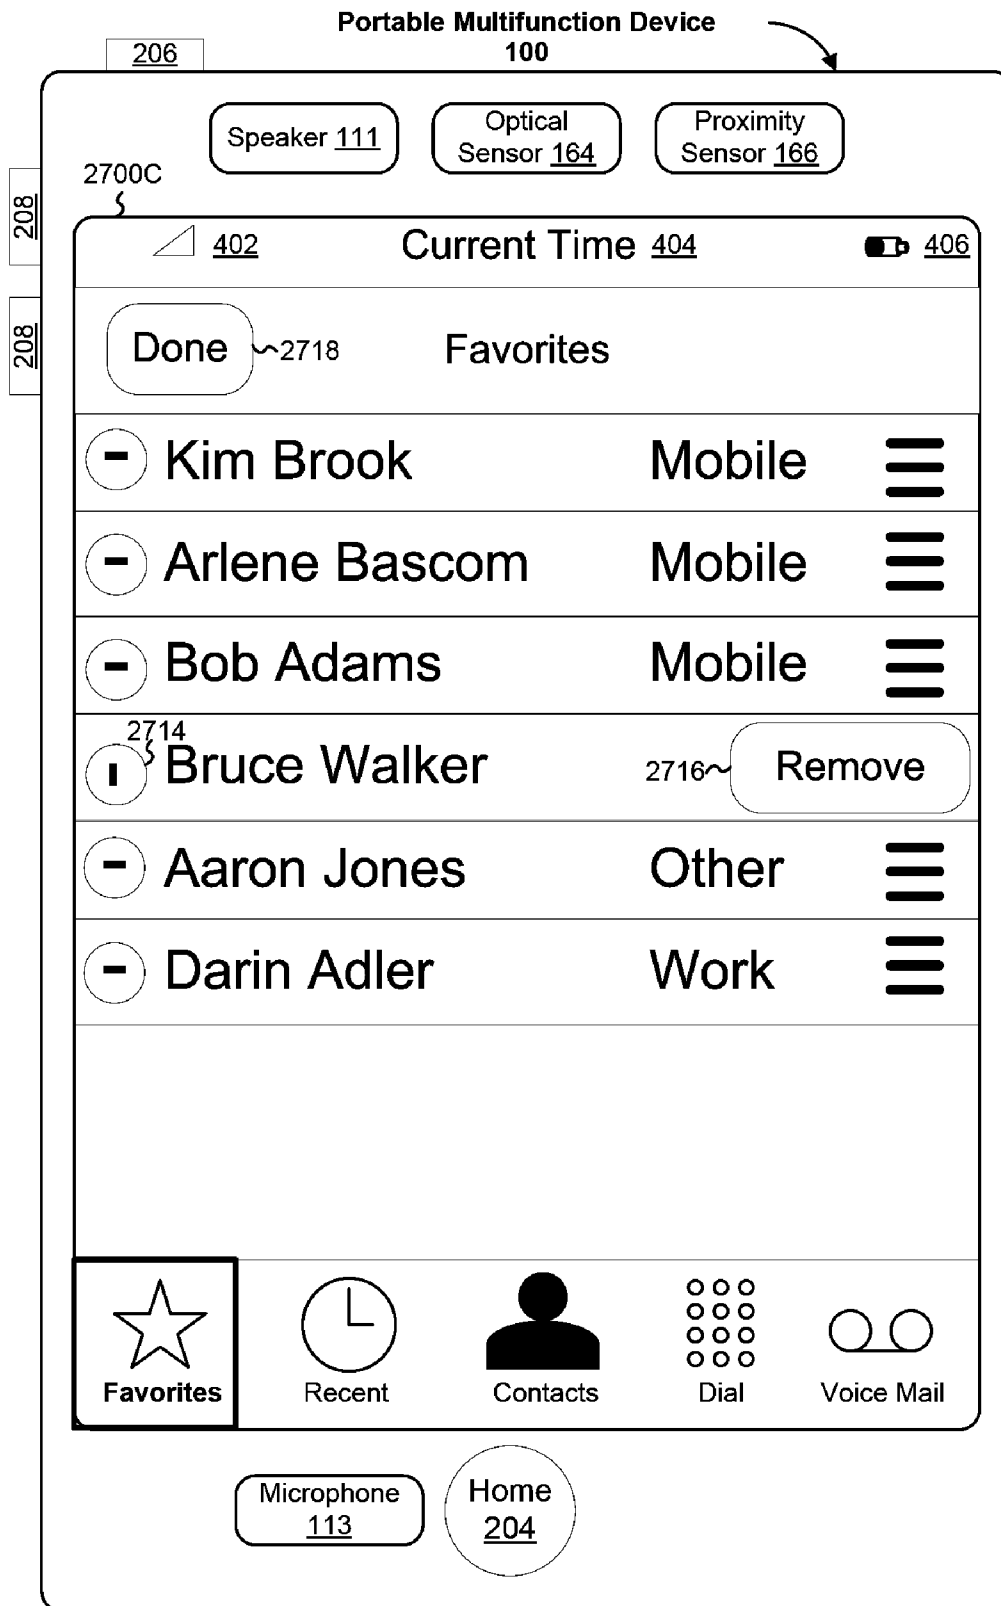 Portable Multifunction Device
100
206
Speaker 111
Optical
Sensor 164
Proximity
Sensor 166
2700C
208
208
402
Current Time 404
406
Done
2718
Favorites
Kim Brook Mobile
Arlene Bascom Mobile
Bob Adams Mobile
2714
Bruce Walker
2716
Remove
Aaron Jones Other
Darin Adler Work
Favorites
Recent
Contacts
Dial
Voice Mail
Microphone
113
Home
204